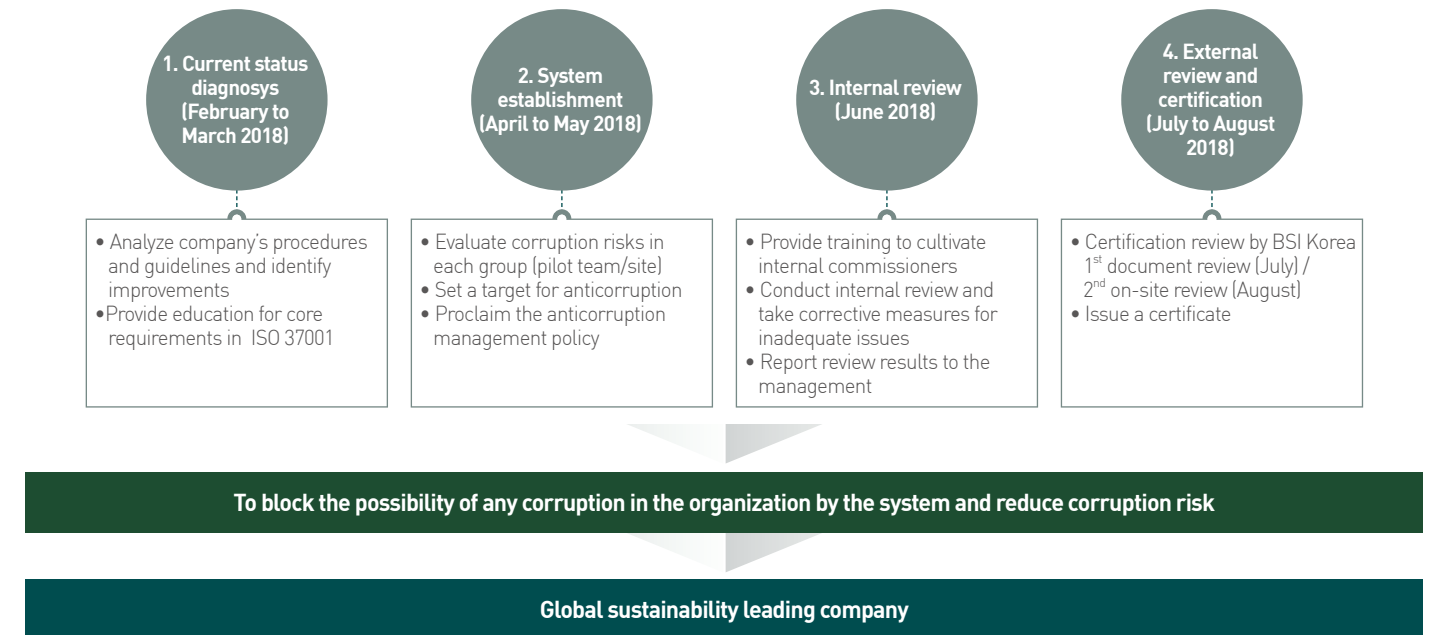 1. Current status
diagnosys
(February to
March 2018)
• Analyze company's procedures
and guidelines and identify
improvements
•Provide education for core
requirements in ISO 37001
2. System
establishment
(April to May 2018)
• Evaluate corruption risks in
each group (pilot team/site)
• Set a target for anticorruption
• Proclaim the anticorruption
management policy
3. Internal review
(June 2018)
• Provide training to cultivate
internal commissioners
• Conduct internal review and
take corrective measures for
inadequate issues
• Report review results to the
management
4. External
review and
certification
(July to August
2018)
• Certification review by BSI Korea
1st document review (July) /
2nd on-site review (August)
• Issue a certificate
To block the possibility of any corruption in the organization by the system and reduce corruption risk
Global sustainability leading company